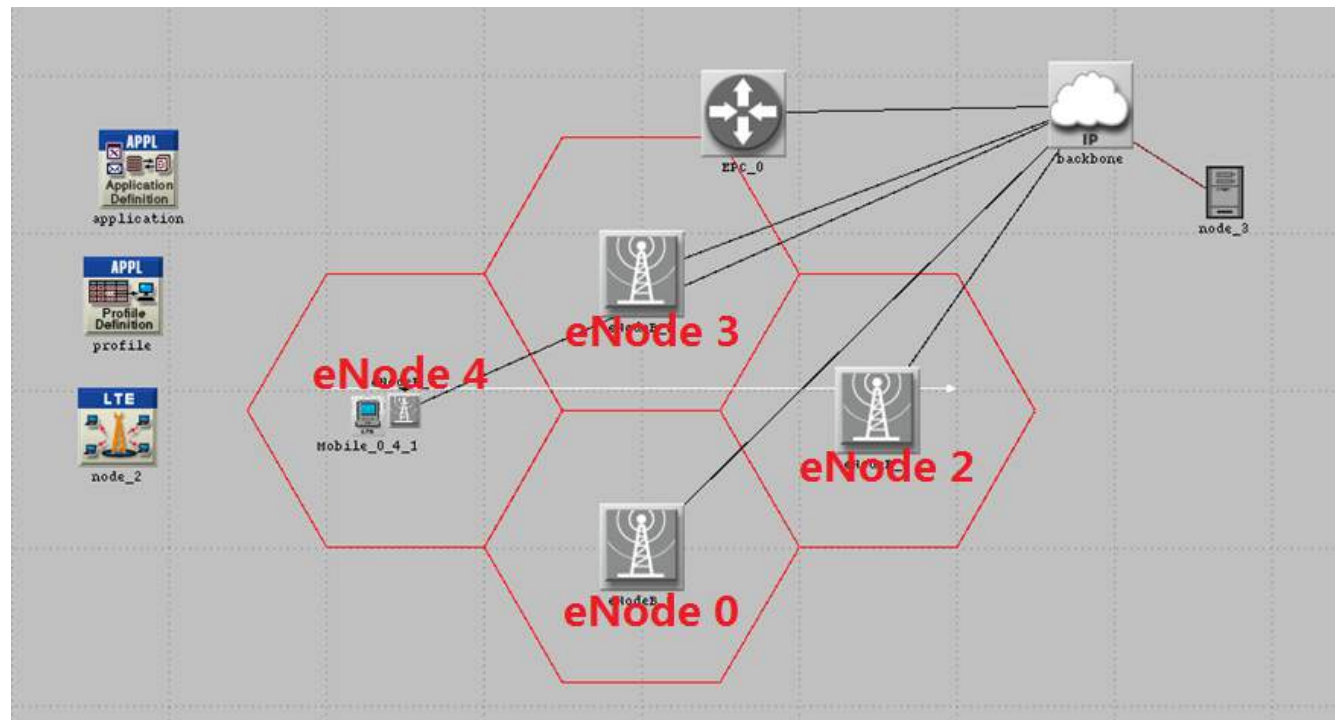 APPL
Application
Definition
application
APPL
Profile
Definition
profile
LTE
node_2
EPC_0
IP
backbone
node_3
eNode 3
eNode 4
LTE
Mobile_0_4_1
eNode 2
eNode 0